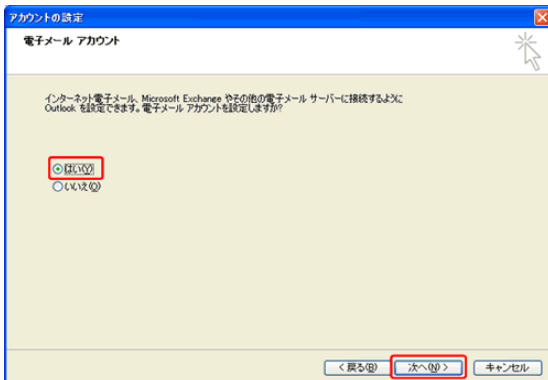 アカウントの設定
電子メール アカウント
インターネット電子メール、Microsoft Exchange やその他の電子メール サーバーに接続するように
Outlook を設定できます。電子メール アカウントを設定しますか?
はい(Y)
いいえ(O)
< 戻る(B)
次へ(N) >
キャンセル